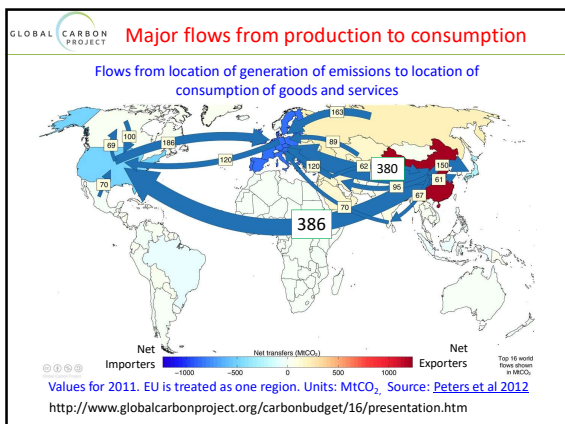 GLOBAL CARBON
PROJECT
Major flows from production to consumption
Flows from location of generation of emissions to location of
consumption of goods and services
163
100
69
186
89
62
380
150
120
120
95
61
70
67
70
386
Net
Importers
Net transfers (MtCO₂)
−1000
−500
0
500
1000
Net
Exporters
Top 16 world
flows shown
in MtCO₂
Global Carbon Project
Values for 2011. EU is treated as one region. Units: MtCO₂, Source: Peters et al 2012
http://www.globalcarbonproject.org/carbonbudget/16/presentation.htm